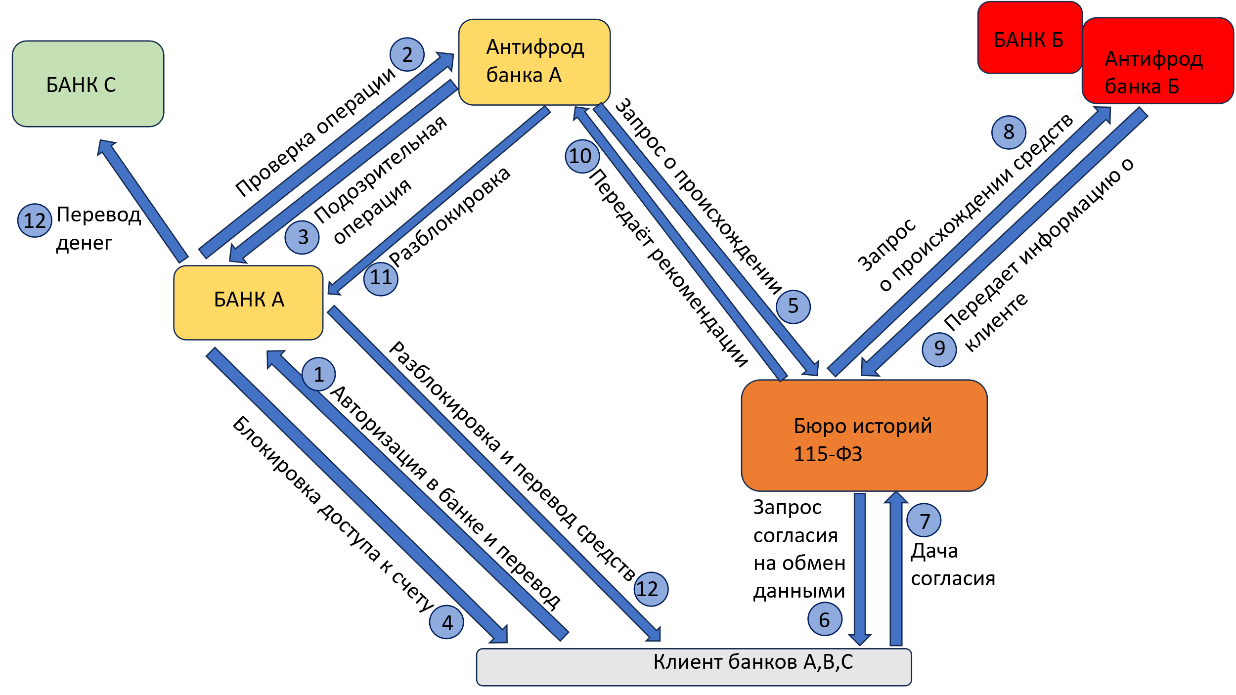 БАНК С
Антифрод
банка А
БАНК Б
Антифрод
банка Б
2
Проверка операции
3
Подозрительная
операция
11
Разблокировка
12
Перевод
денег
БАНК А
10
Передаёт рекомендации
Запрос о происхождении
5
8
Запрос
о происхождении средств
9
Передает информацию о
клиенте
1
Авторизация в банке и перевод
Разблокировка и перевод средств
12
Блокировка доступа к счету
4
Бюро историй
115-ФЗ
Запрос
согласия
на обмен
данными
6
7
Дача
согласия
Клиент банков А,В,С